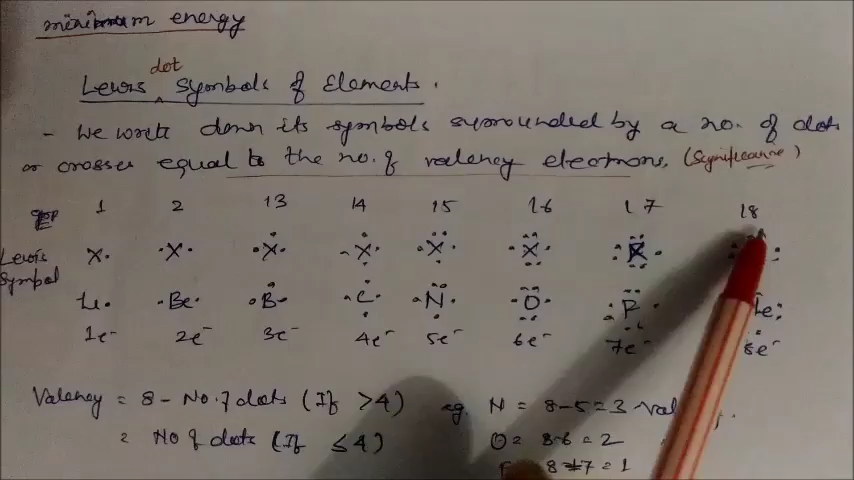 minimum energy
Lewis dot Symbols of Elements.
- We write down its symbols surrounded by a no. of dots
or crosses equal to the no. of valency electrons. (Significance)
1 2 13 14 15 16 17 18
Lewis Symbol X· ·X· ·X· ·X· ·X· ·X· X·
Li· ·Be· ·B· ·C· ·N· ·O· F·
1e⁻ 2e⁻ 3e⁻ 4e⁻ 5e⁻ 6e⁻ 7e⁻ 8e⁻
Valency = 8 - No. of dots (If >4) eg. N = 8-5=3
= No of dots (If ≤4) O = 8-6=2
F = 8-7=1